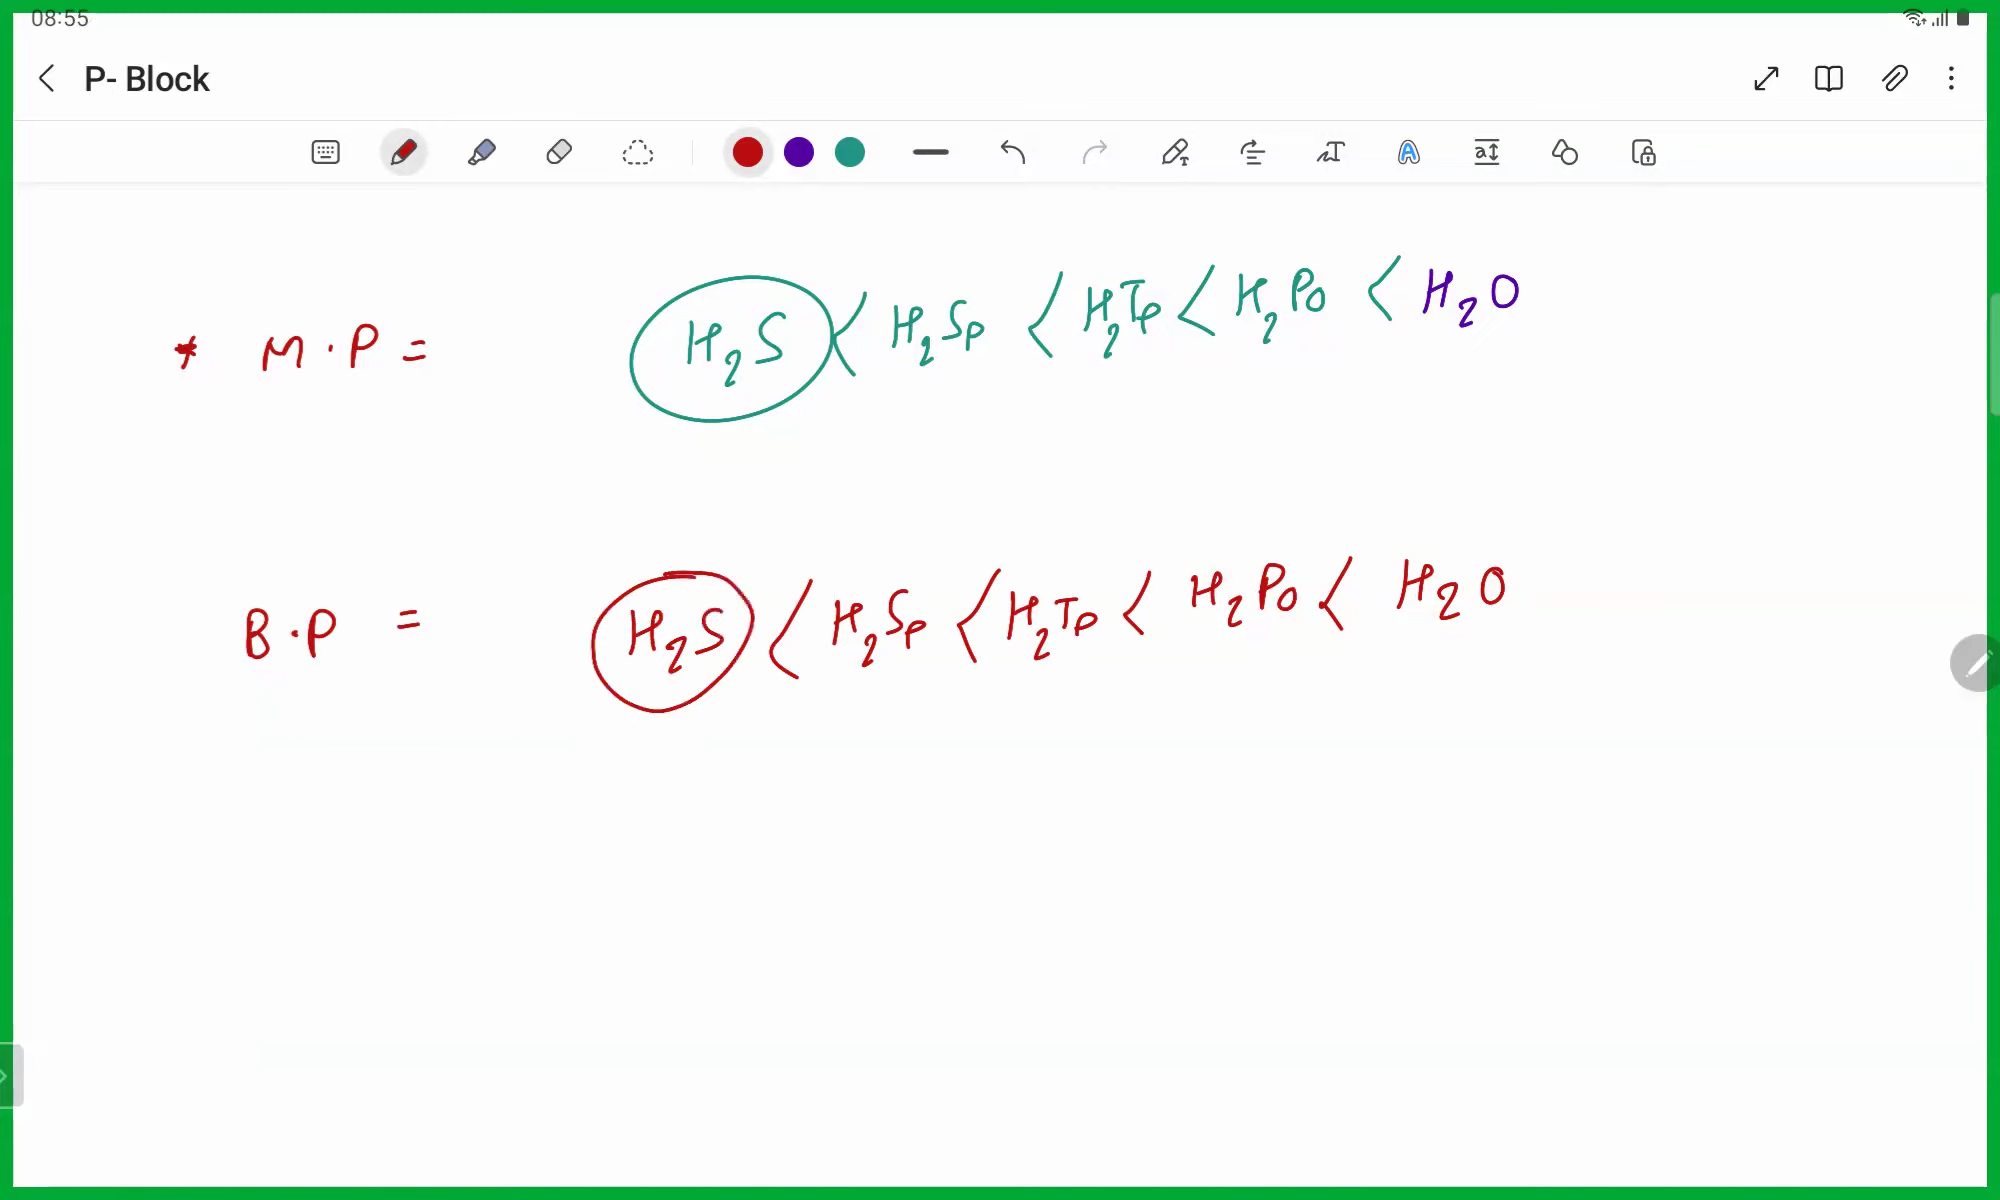 08:55
P- Block
* M.P = H₂S < H₂Se < H₂Te < H₂Po < H₂O
B.P = H₂S < H₂Se < H₂Te < H₂Po < H₂O